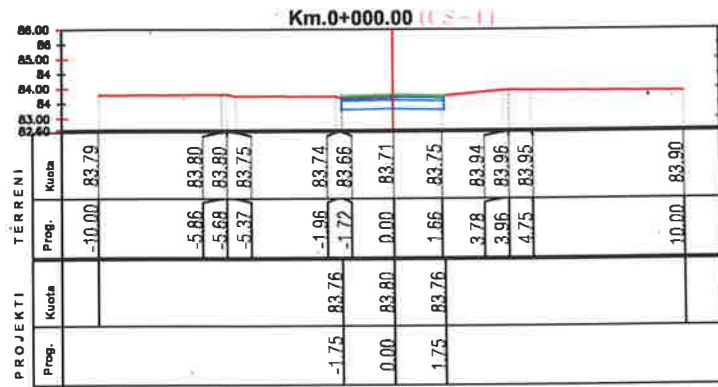 Km.0+000.00 (CS-1)
86.00
86
85.00
84
84.00
84
83.00
82.60
TERRENI
Kuota
83.79 83.80 83.80 83.75 83.74 83.66 83.71 83.75 83.94 83.96 83.95 83.90
Prog.
-10.00 -5.86 -5.68 -5.37 -1.96 -1.72 0.00 1.66 3.78 3.96 4.75 10.00
PROJEKTI
Kuota
83.76 83.80 83.76
Prog.
-1.75 0.00 1.75